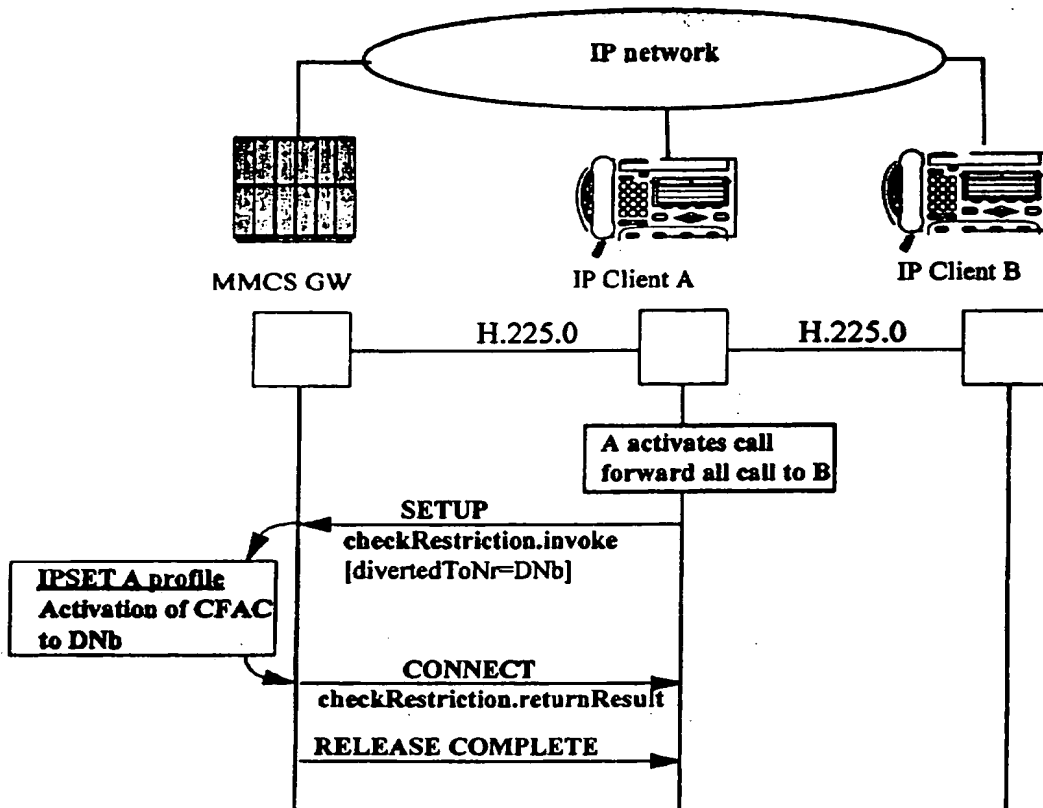 IP network
MMCS GW
IP Client A
IP Client B
H.225.0
H.225.0
A activates call
forward all call to B
SETUP
checkRestriction.invoke
[divertedToNr=DNb]
IPSET A profile
Activation of CFAC
to DNb
CONNECT
checkRestriction.returnResult
RELEASE COMPLETE